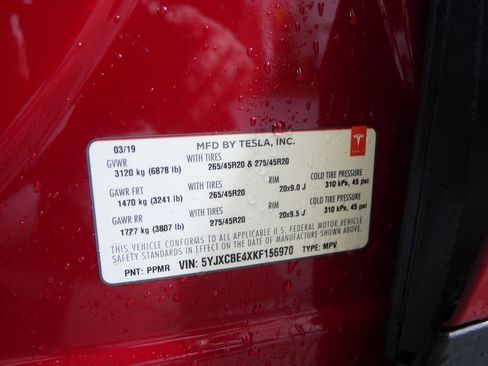 03/19 MFD BY TESLA, INC.
GVWR WITH TIRES
3120 kg (6878 lb) 265/45R20 & 275/45R20
GAWR FRT WITH TIRES RIM COLD TIRE PRESSURE
1470 kg (3241 lb) 265/45R20 20x9.0 J 310 kPa, 45 psi
GAWR RR WITH TIRES RIM COLD TIRE PRESSURE
1727 kg (3807 lb) 275/45R20 20x9.5 J 310 kPa, 45 psi
THIS VEHICLE CONFORMS TO ALL APPLICABLE U.S. FEDERAL MOTOR VEHICLE
SAFETY STANDARDS IN EFFECT ON THE DATE OF MANUFACTURE SHOWN ABOVE.
PNT: PPMR VIN: 5YJXCBE4XKF156970 TYPE: MPV